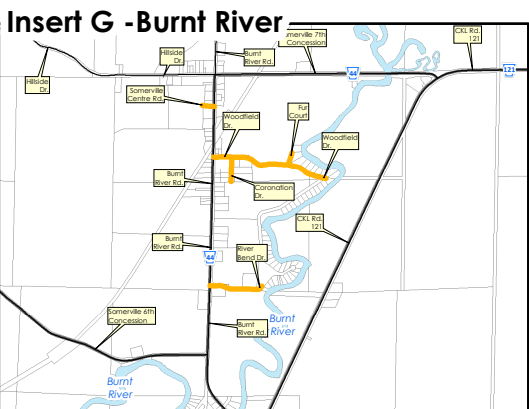 Insert G -Burnt River
Somerville 7th
Concession
CKL Rd.
121
Hillside
Dr.
Burnt
River Rd.
44
121
Hillside
Dr.
Somerville
Centre Rd.
Fur
Court
Woodfield
Dr.
Woodfield
Dr.
Burnt
River Rd.
Coronation
Dr.
CKL Rd.
121
Burnt
River Rd.
River
Bend Dr.
44
Somerville 6th
Concession
Burnt
River
Burnt
River Rd.
Burnt
River